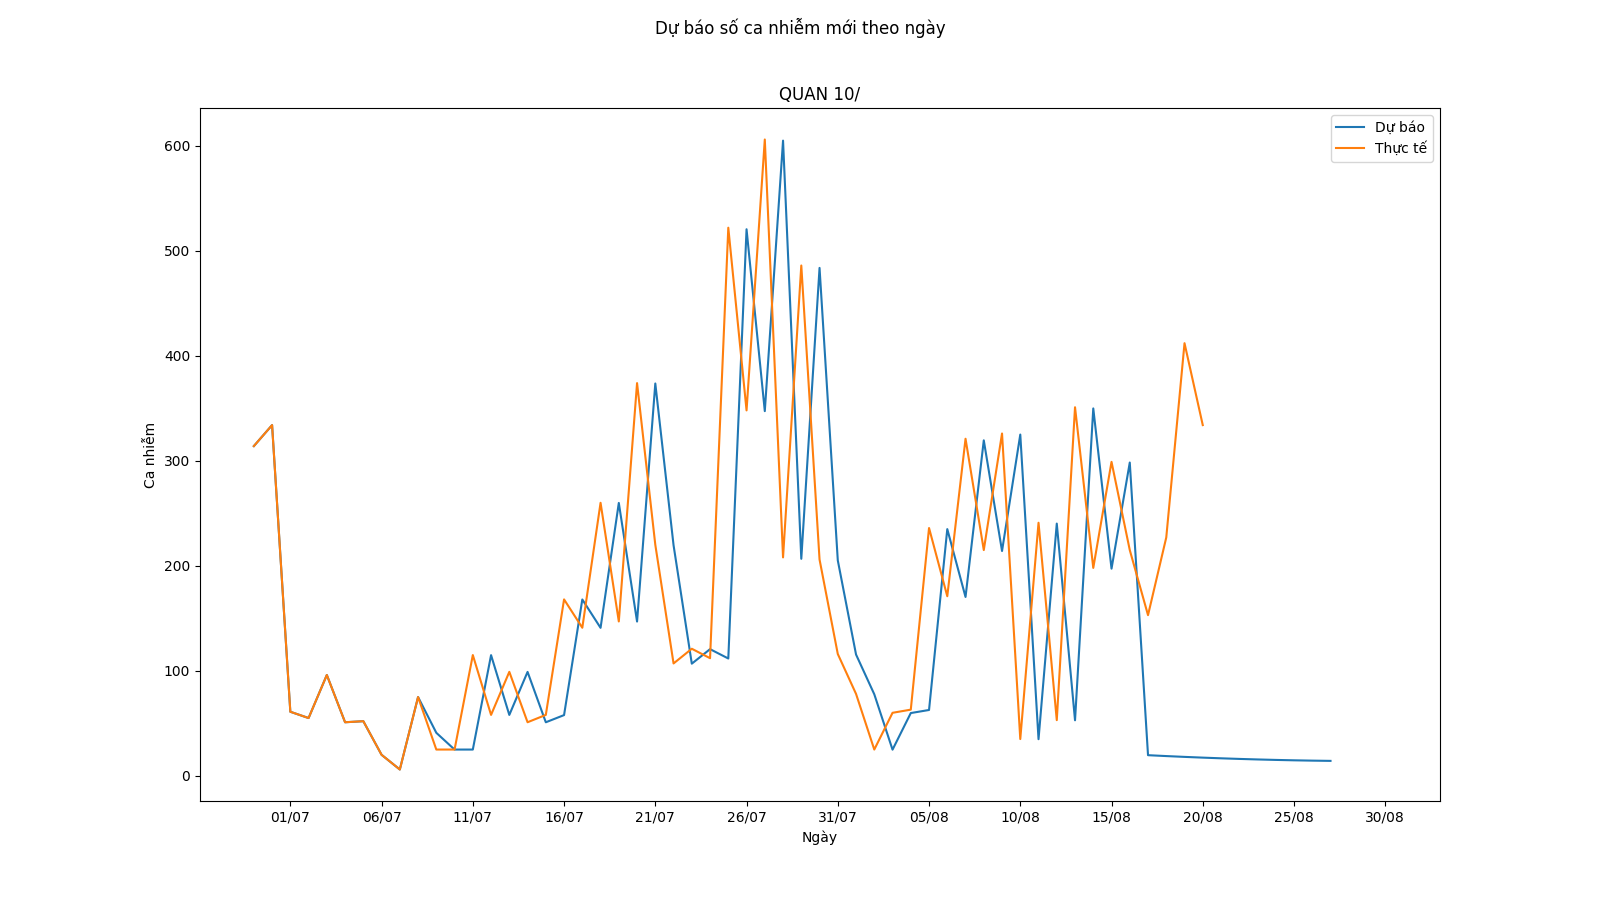 Dự báo số ca nhiễm mới theo ngày
QUAN 10/
Dự báo
Thực tế
600
500
400
300
200
100
0
Ca nhiễm
01/07 06/07 11/07 16/07 21/07 26/07 31/07 05/08 10/08 15/08 20/08 25/08 30/08
Ngày